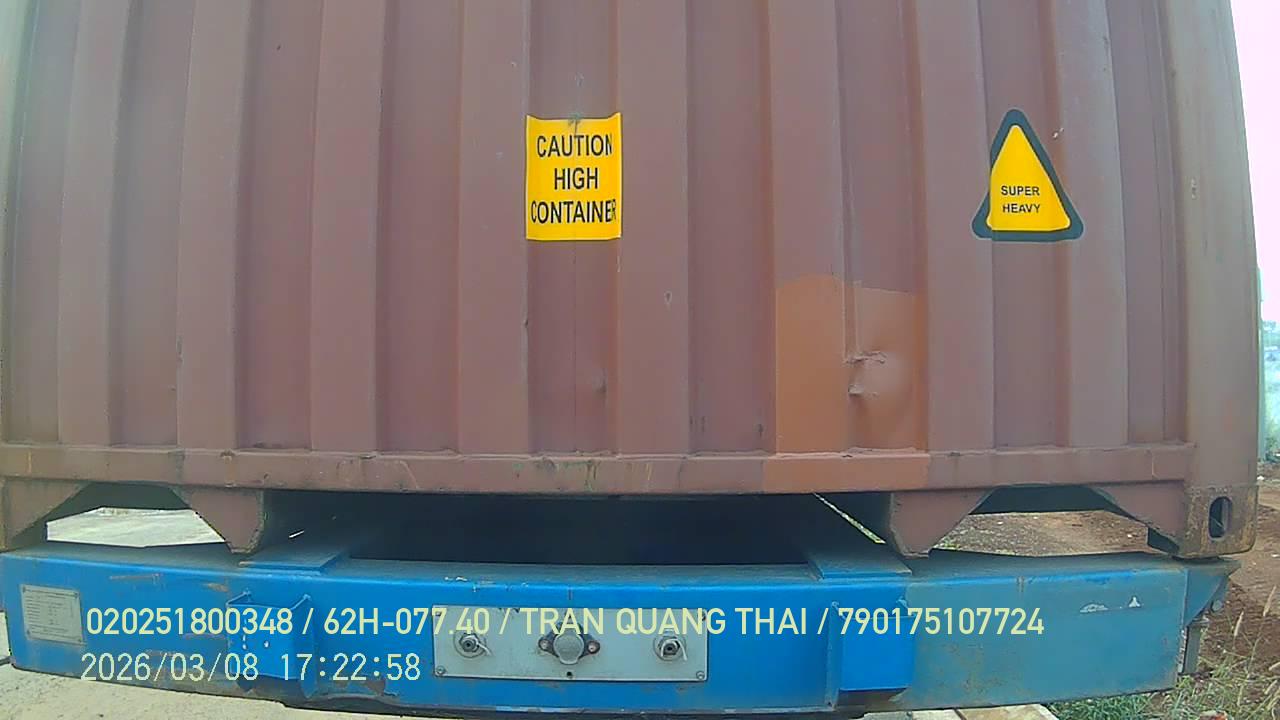 CAUTION
HIGH
CONTAINER
SUPER
HEAVY
020251800348 / 62H-077.40 / TRAN QUANG THAI / 790175107724
2026/03/08 17:22:58